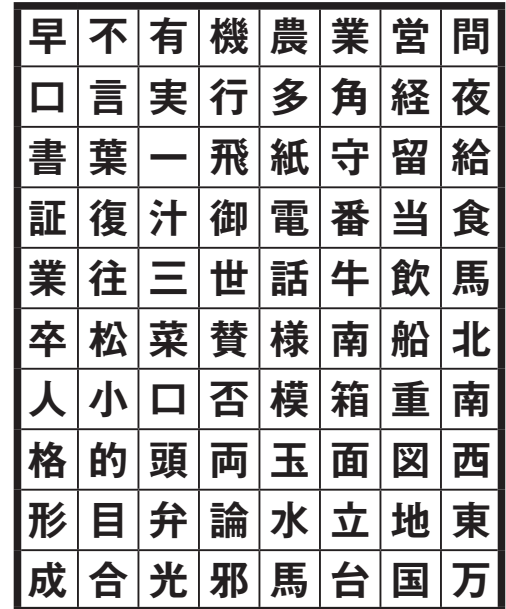 早不有機農業営間
口言実行多角経夜
書葉一飛紙守留給
証復汁御電番当食
業往三世話牛飲馬
卒松菜賛様南船北
人小口否模箱重南
格的頭両玉面図西
形目弁論水立地東
成合光邪馬台国万